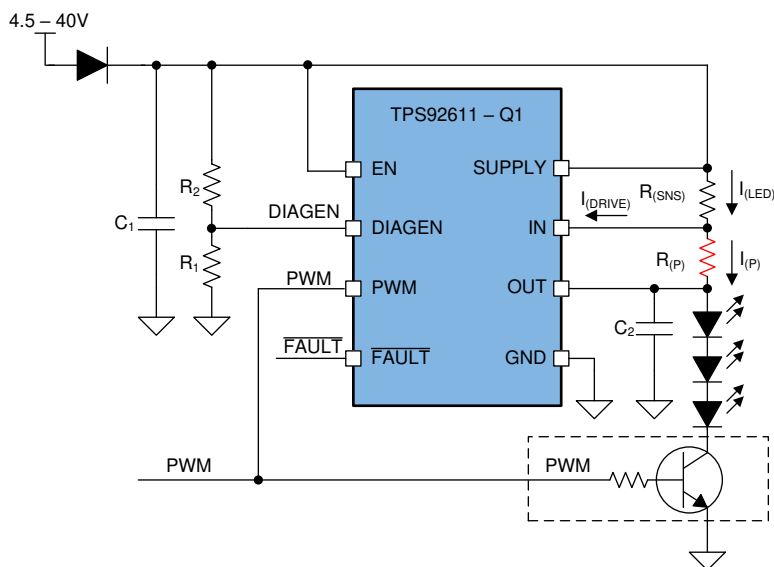 4.5 – 40V
TPS92611 – Q1
EN
SUPPLY
R2
R(SNS)
I(LED)
I(DRIVE)
DIAGEN
DIAGEN
IN
C1
R1
R(P)
I(P)
PWM
PWM
OUT
C2
FAULT
FAULT
GND
PWM
PWM